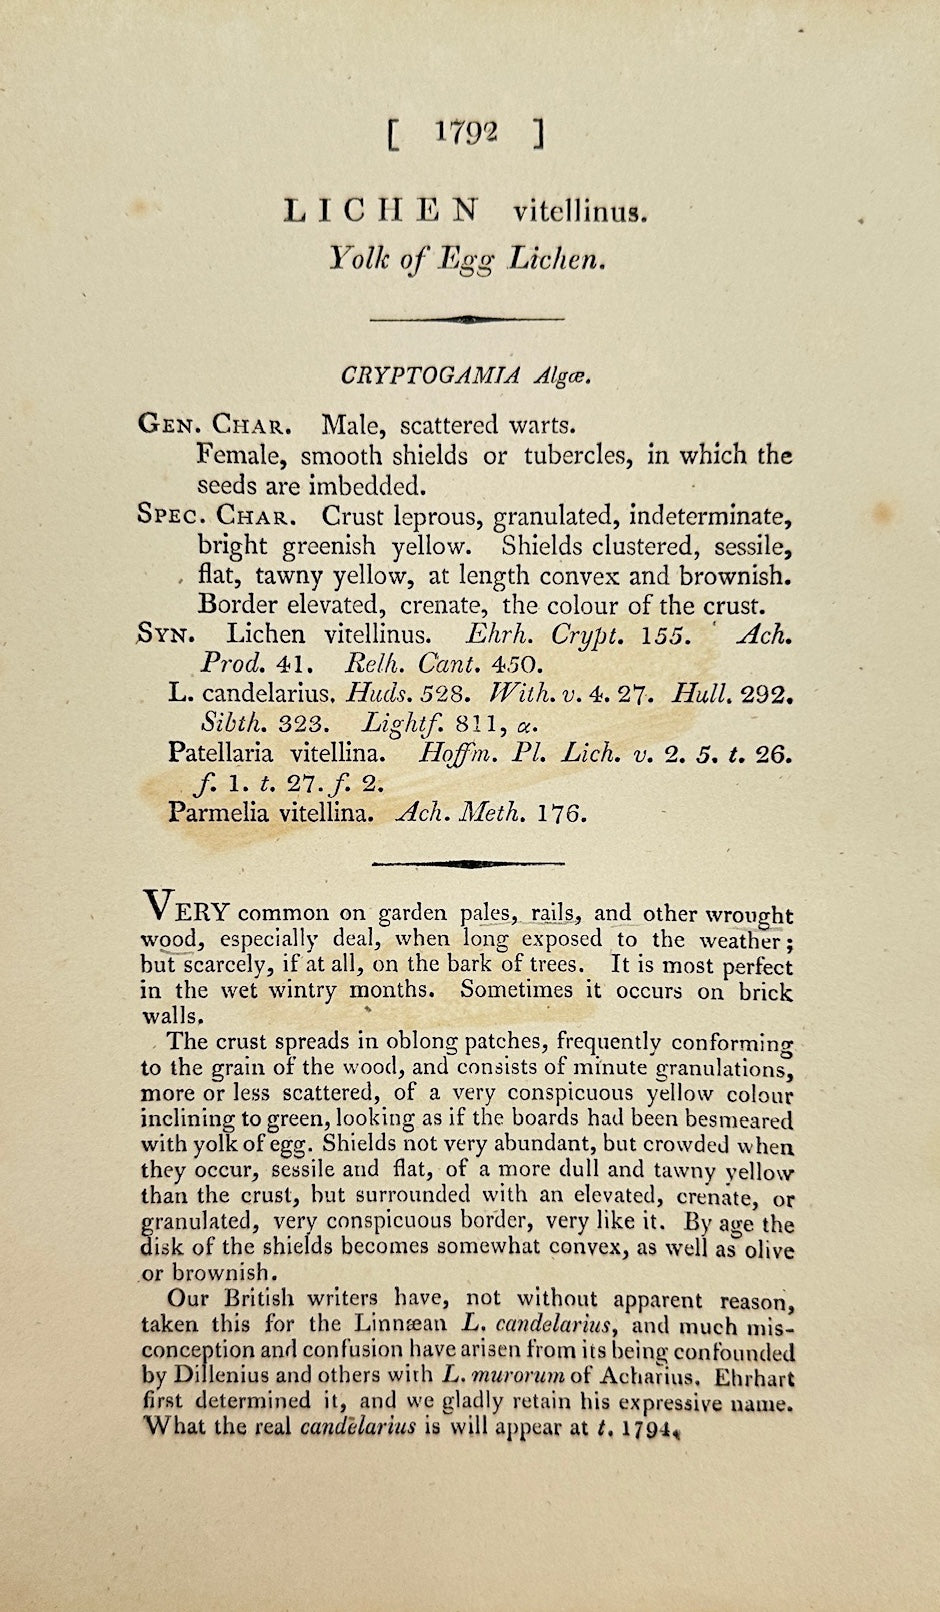 [ 1792 ]
LICHEN vitellinus.
Yolk of Egg Lichen.
CRYPTOGAMIA Algæ.
GEN. CHAR. Male, scattered warts.
Female, smooth shields or tubercles, in which the
seeds are imbedded.
SPEC. CHAR. Crust leprous, granulated, indeterminate,
bright greenish yellow. Shields clustered, sessile,
flat, tawny yellow, at length convex and brownish.
Border elevated, crenate, the colour of the crust.
SYN. Lichen vitellinus. Ehrh. Crypt. 155. Ach.
Prod. 41. Relh. Cant. 450.
L. candelarius. Huds. 528. With. v. 4. 27. Hull. 292.
Sibth. 323. Lightf. 811, α.
Patellaria vitellina. Hoffm. Pl. Lich. v. 2. 5. t. 26.
f. 1. t. 27. f. 2.
Parmelia vitellina. Ach. Meth. 176.
VERY common on garden pales, rails, and other wrought
wood, especially deal, when long exposed to the weather;
but scarcely, if at all, on the bark of trees. It is most perfect
in the wet wintry months. Sometimes it occurs on brick
walls.
The crust spreads in oblong patches, frequently conforming
to the grain of the wood, and consists of minute granulations,
more or less scattered, of a very conspicuous yellow colour
inclining to green, looking as if the boards had been besmeared
with yolk of egg. Shields not very abundant, but crowded when
they occur, sessile and flat, of a more dull and tawny yellow
than the crust, but surrounded with an elevated, crenate, or
granulated, very conspicuous border, very like it. By age the
disk of the shields becomes somewhat convex, as well as olive
or brownish.
Our British writers have, not without apparent reason,
taken this for the Linnæan L. candelarius, and much mis-
conception and confusion have arisen from its being confounded
by Dillenius and others with L. murorum of Acharius. Ehrhart
first determined it, and we gladly retain his expressive name.
What the real candelarius is will appear at t. 1794.